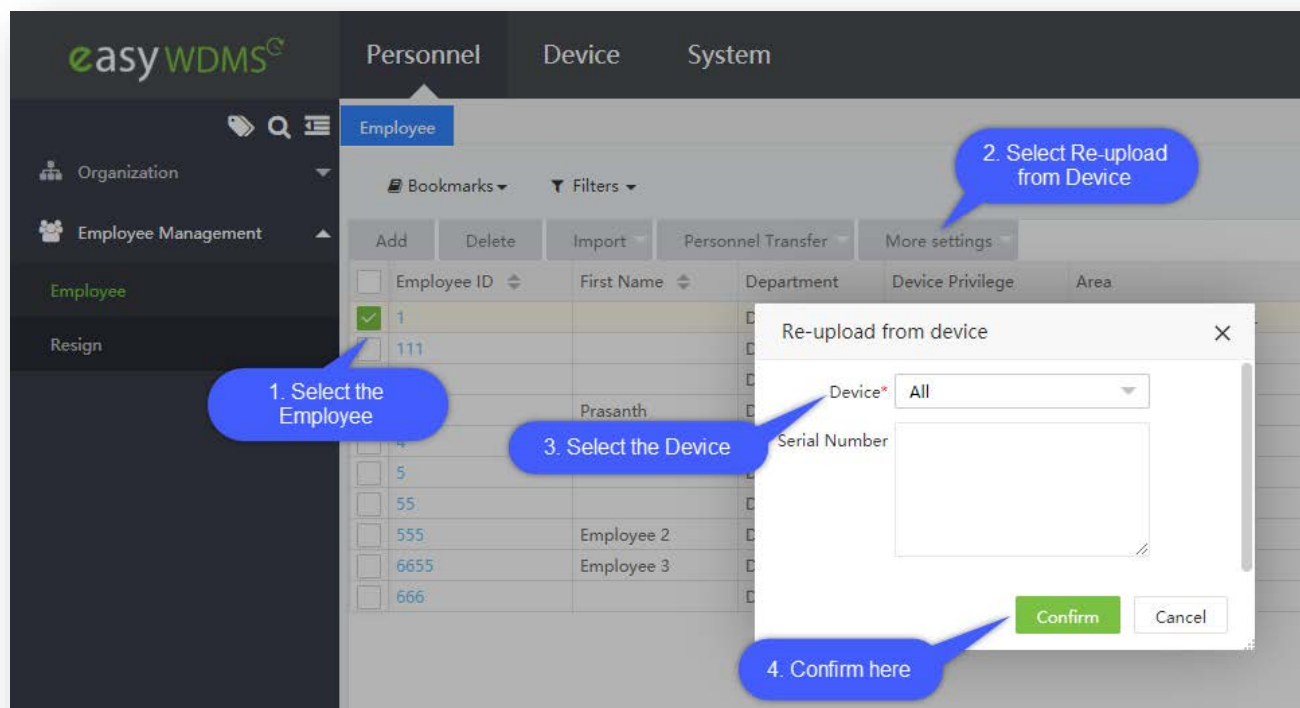 easy WDMS
Personnel Device System
Employee
Organization
Bookmarks Filters
2. Select Re-upload
from Device
Employee Management
Add Delete Import Personnel Transfer More settings
Employee ID First Name Department Device Privilege Area
Employee
1
Resign
111
1. Select the
Employee
Prasanth
4
5
55
555 Employee 2
6655 Employee 3
666
Re-upload from device
Device* All
3. Select the Device
Serial Number
Confirm Cancel
4. Confirm here